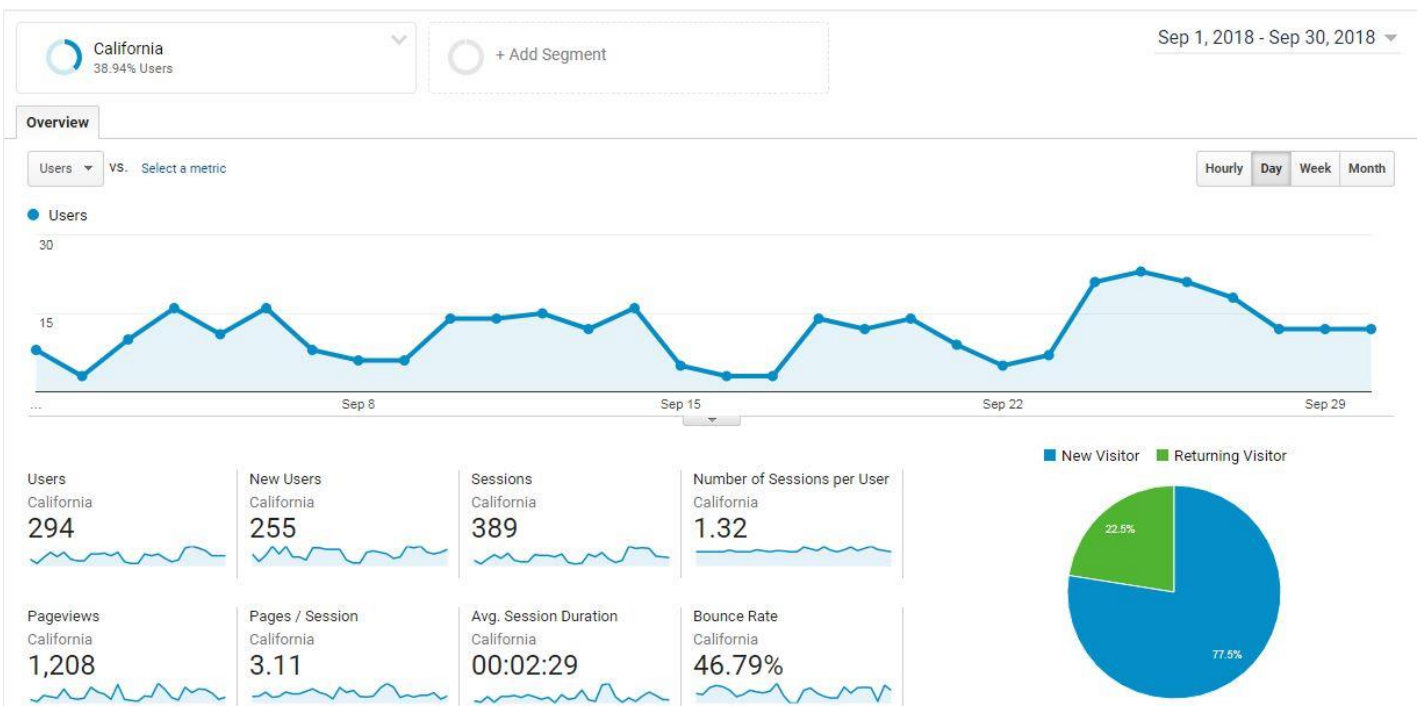 California
38.94% Users
+ Add Segment
Sep 1, 2018 - Sep 30, 2018
Overview
Users VS. Select a metric
Hourly Day Week Month
Users
30
15
... Sep 8 Sep 15 Sep 22 Sep 29
New Visitor Returning Visitor
Users New Users Sessions Number of Sessions per User
California California California California
294 255 389 1.32
22.5%
Pageviews Pages / Session Avg. Session Duration Bounce Rate
California California California California
1,208 3.11 00:02:29 46.79%
77.5%